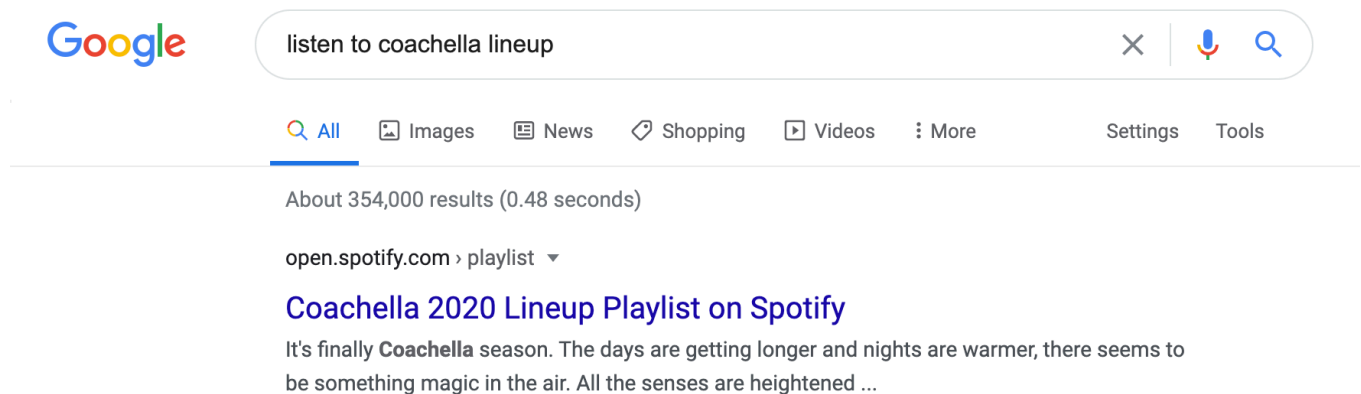 Google listen to coachella lineup
All Images News Shopping Videos More Settings Tools
About 354,000 results (0.48 seconds)
open.spotify.com › playlist
Coachella 2020 Lineup Playlist on Spotify
It's finally Coachella season. The days are getting longer and nights are warmer, there seems to
be something magic in the air. All the senses are heightened ...